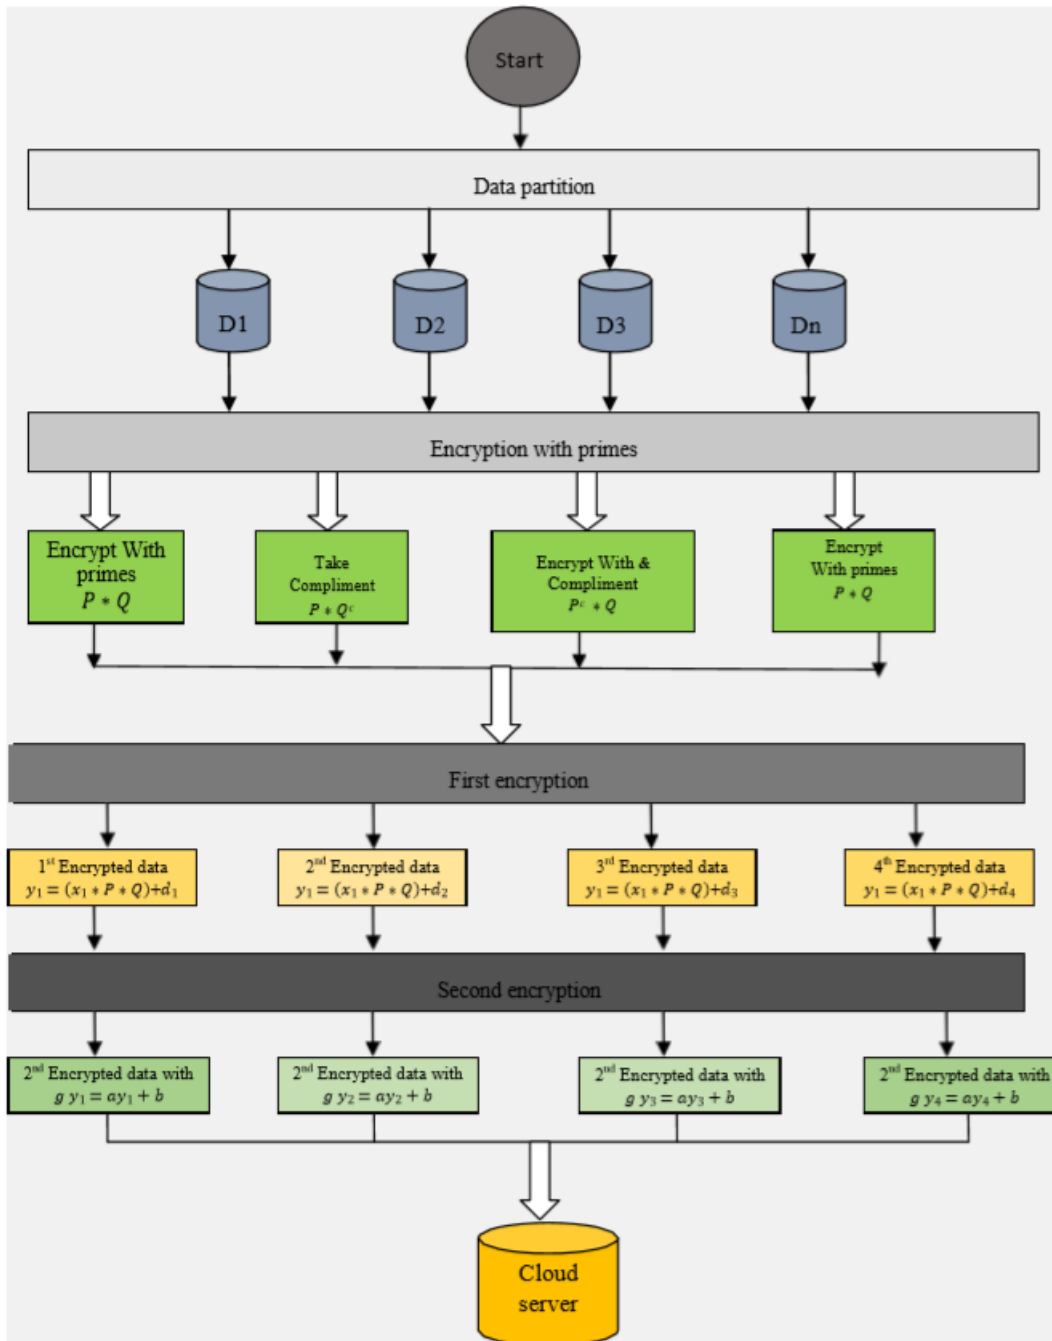 Start
Data partition
D1
D2
D3
Dn
Encryption with primes
Encrypt With
primes
P * Q
Take
Compliment
P * Qᶜ
Encrypt With &
Compliment
Pᶜ * Q
Encrypt
With primes
P * Q
First encryption
1ˢᵗ Encrypted data
y₁ = (x₁ * P * Q)+d₁
2ⁿᵈ Encrypted data
y₁ = (x₁ * P * Q)+d₂
3ʳᵈ Encrypted data
y₁ = (x₁ * P * Q)+d₃
4ᵗʰ Encrypted data
y₁ = (x₁ * P * Q)+d₄
Second encryption
2ⁿᵈ Encrypted data with
g y₁ = ay₁ + b
2ⁿᵈ Encrypted data with
g y₂ = ay₂ + b
2ⁿᵈ Encrypted data with
g y₃ = ay₃ + b
2ⁿᵈ Encrypted data with
g y₄ = ay₄ + b
Cloud
server